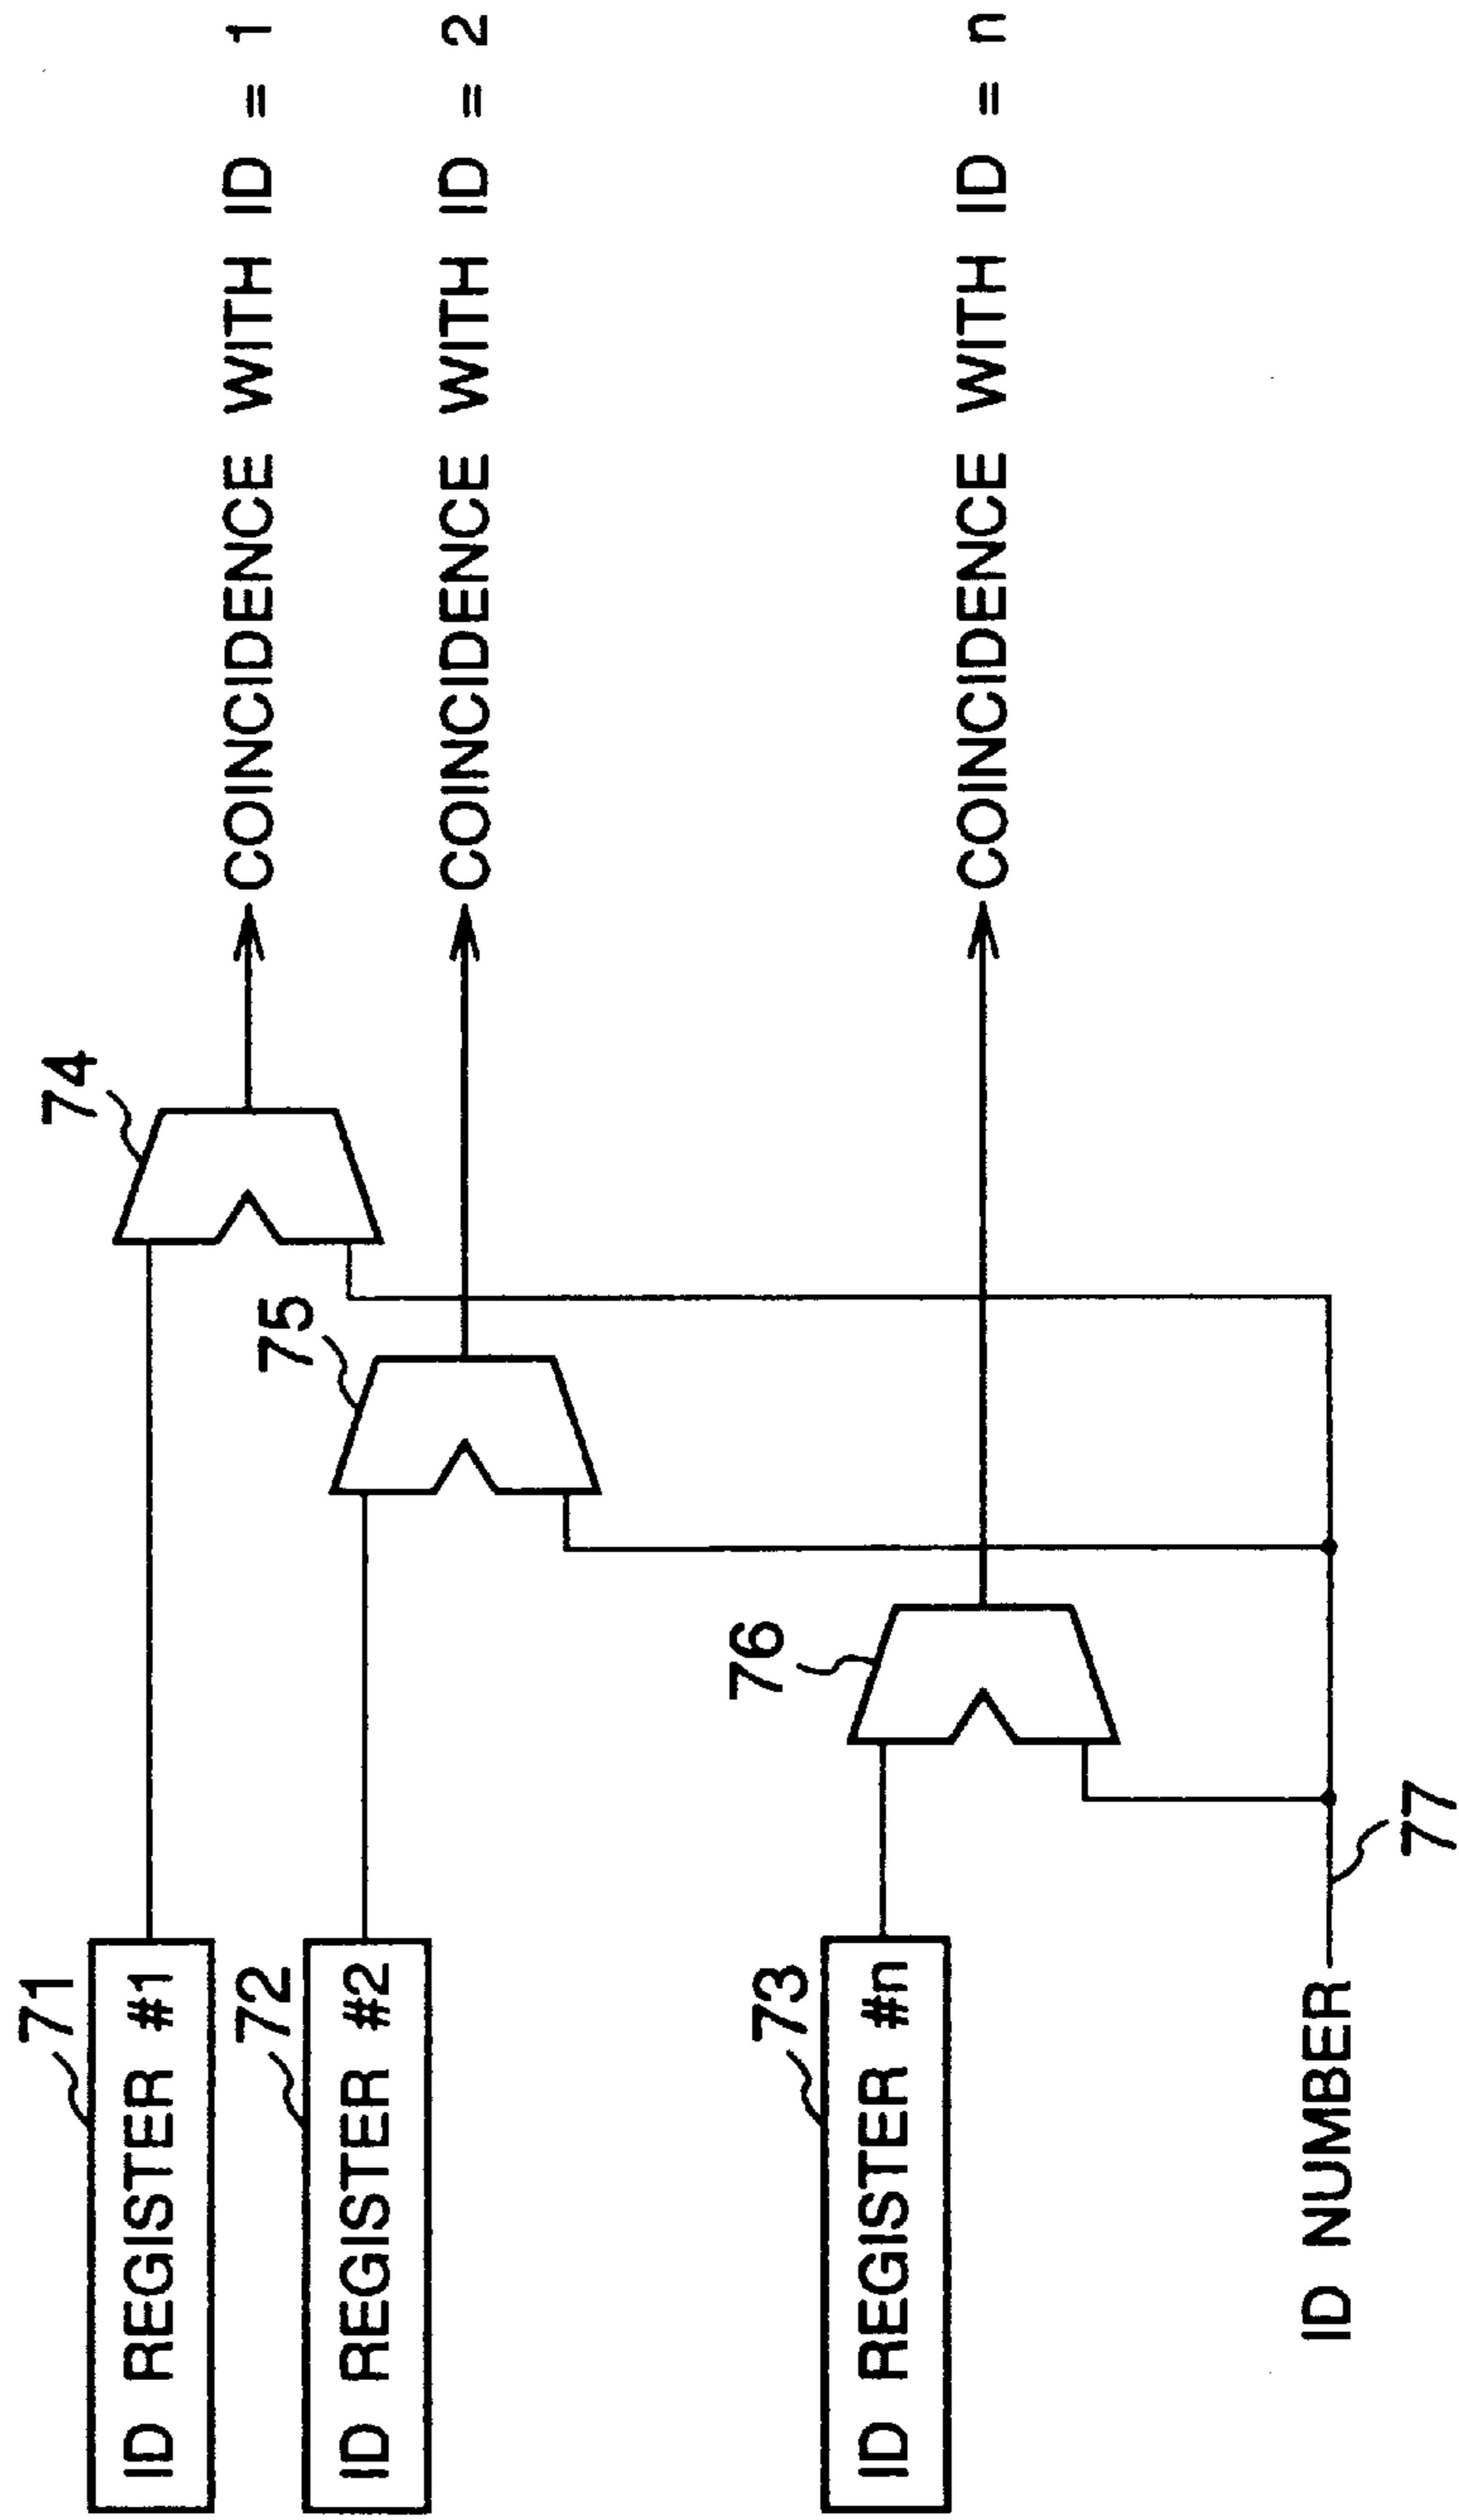 71
ID REGISTER #1
74
COINCIDENCE WITH ID = 1
72
ID REGISTER #2
75
COINCIDENCE WITH ID = 2
73
ID REGISTER #n
76
COINCIDENCE WITH ID = n
ID NUMBER
77